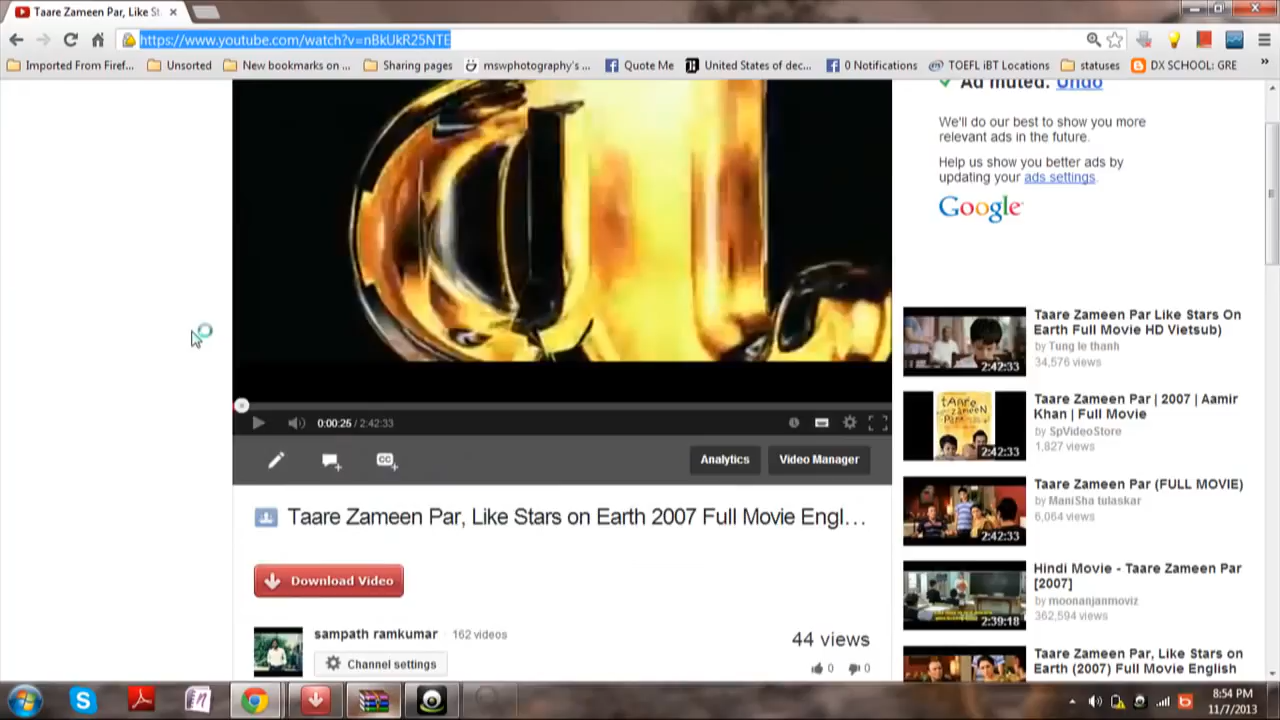 Taare Zameen Par, Like St
https://www.youtube.com/watch?v=nBkUkR25NTE
Imported From Firef... Unsorted New bookmarks on ... Sharing pages mswphotography's ... Quote Me United States of dec... 0 Notifications TOEFL iBT Locations statuses DX SCHOOL: GRE »
Ad muted. Undo
We'll do our best to show you more
relevant ads in the future.
Help us show you better ads by
updating your ads settings.
Google
0:00:25 / 2:42:33
CC
Analytics Video Manager
Taare Zameen Par, Like Stars on Earth 2007 Full Movie Engl...
Download Video
sampath ramkumar · 162 videos
Channel settings
44 views
0 0
Taare Zameen Par Like Stars On
Earth Full Movie HD Vietsub)
by Tung le thanh
34,576 views
2:42:33
Taare Zameen Par | 2007 | Aamir
Khan | Full Movie
by SpVideoStore
1,827 views
2:42:33
Taare Zameen Par (FULL MOVIE)
by ManiSha tulaskar
6,064 views
2:42:33
Hindi Movie - Taare Zameen Par
[2007]
by moonanjanmoviz
362,594 views
2:39:18
Taare Zameen Par, Like Stars on
Earth (2007) Full Movie English
8:54 PM
11/7/2013